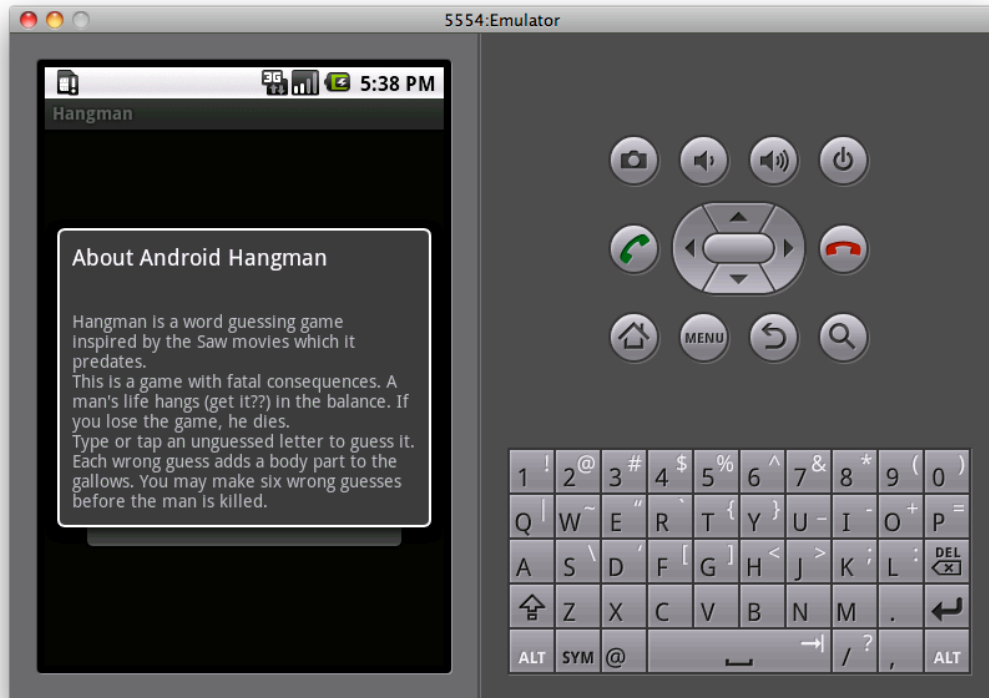 5554:Emulator
3G 5:38 PM
Hangman
About Android Hangman
Hangman is a word guessing game
inspired by the Saw movies which it
predates.
This is a game with fatal consequences. A
man's life hangs (get it??) in the balance. If
you lose the game, he dies.
Type or tap an unguessed letter to guess it.
Each wrong guess adds a body part to the
gallows. You may make six wrong guesses
before the man is killed.
MENU
1 ! 2 @ 3 # 4 $ 5 % 6 ^ 7 & 8 * 9 ( 0 )
Q | W ~ E “ R ` T { Y } U _ I - O + P =
A S \ D ‘ F [ G ] H < J > K ; L : DEL
Z X C V B N M .
ALT SYM @ / ? , ALT